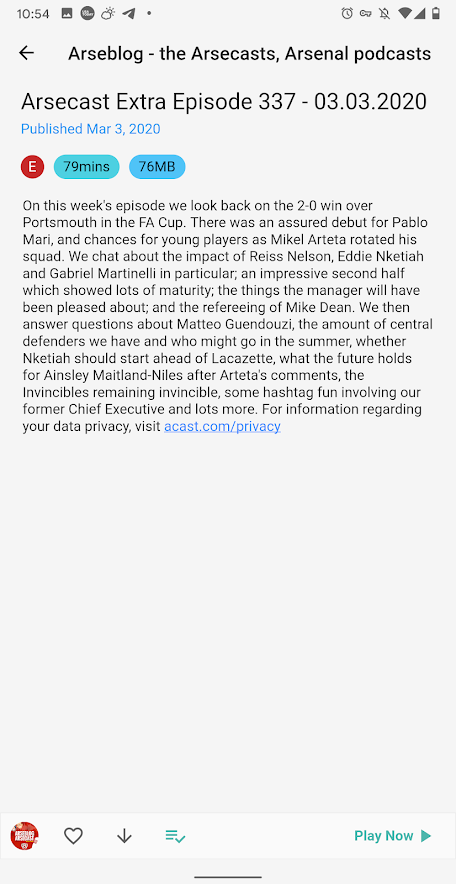 10:54
Arseblog - the Arsecasts, Arsenal podcasts
Arsecast Extra Episode 337 - 03.03.2020
Published Mar 3, 2020
E 79mins 76MB
On this week's episode we look back on the 2-0 win over
Portsmouth in the FA Cup. There was an assured debut for Pablo
Mari, and chances for young players as Mikel Arteta rotated his
squad. We chat about the impact of Reiss Nelson, Eddie Nketiah
and Gabriel Martinelli in particular; an impressive second half
which showed lots of maturity; the things the manager will have
been pleased about; and the refereeing of Mike Dean. We then
answer questions about Matteo Guendouzi, the amount of central
defenders we have and who might go in the summer, whether
Nketiah should start ahead of Lacazette, what the future holds
for Ainsley Maitland-Niles after Arteta's comments, the
Invincibles remaining invincible, some hashtag fun involving our
former Chief Executive and lots more. For information regarding
your data privacy, visit acast.com/privacy
Play Now